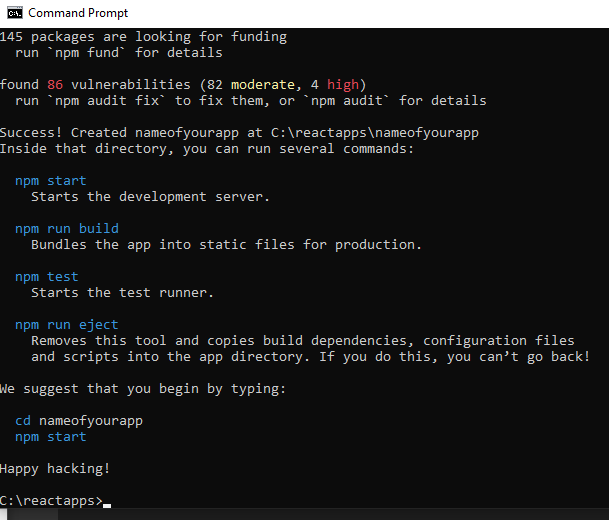 Command Prompt
145 packages are looking for funding
run `npm fund` for details
found 86 vulnerabilities (82 moderate, 4 high)
run `npm audit fix` to fix them, or `npm audit` for details
Success! Created nameofyourapp at C:\reactapps\nameofyourapp
Inside that directory, you can run several commands:
npm start
Starts the development server.
npm run build
Bundles the app into static files for production.
npm test
Starts the test runner.
npm run eject
Removes this tool and copies build dependencies, configuration files
and scripts into the app directory. If you do this, you can’t go back!
We suggest that you begin by typing:
cd nameofyourapp
npm start
Happy hacking!
C:\reactapps>